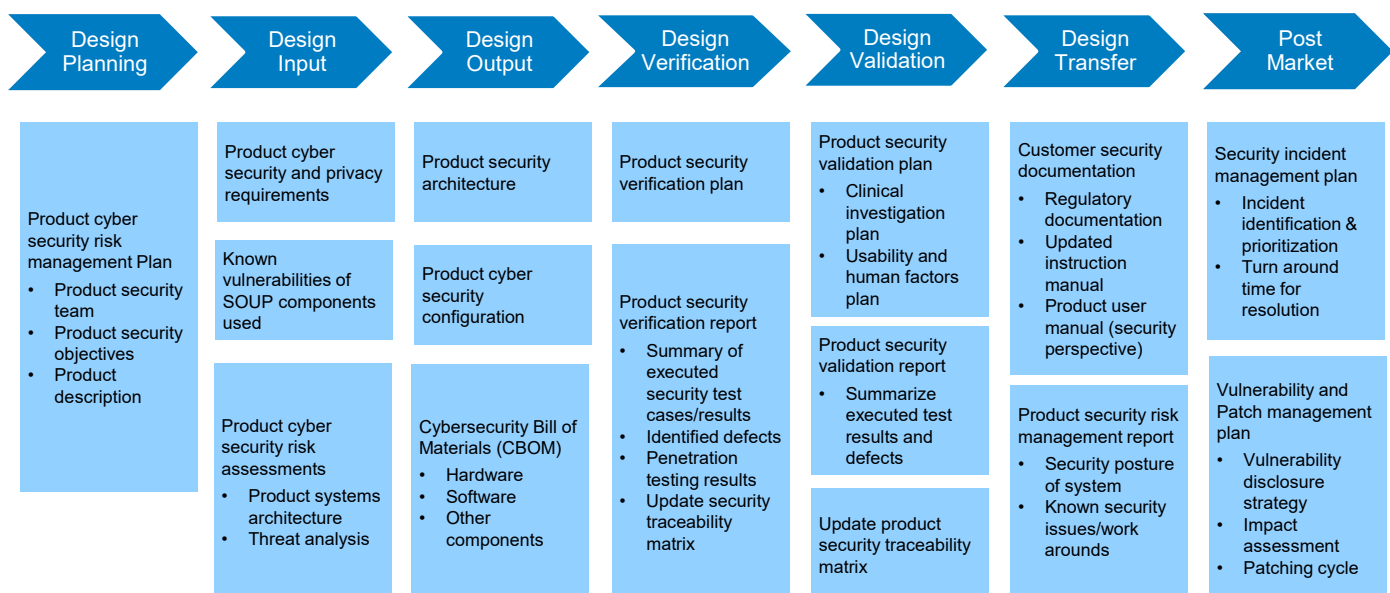 Design
Planning
Design
Input
Design
Output
Design
Verification
Design
Validation
Design
Transfer
Post
Market
Product cyber
security risk
management Plan
• Product security
team
• Product security
objectives
• Product
description
Product cyber
security and privacy
requirements
Known
vulnerabilities of
SOUP components
used
Product cyber
security risk
assessments
• Product systems
architecture
• Threat analysis
Product security
architecture
Product cyber
security
configuration
Cybersecurity Bill of
Materials (CBOM)
• Hardware
• Software
• Other
components
Product security
verification plan
Product security
verification report
• Summary of
executed
security test
cases/results
• Identified defects
• Penetration
testing results
• Update security
traceability
matrix
Product security
validation plan
• Clinical
investigation
plan
• Usability and
human factors
plan
Product security
validation report
• Summarize
executed test
results and
defects
Update product
security traceability
matrix
Customer security
documentation
• Regulatory
documentation
• Updated
instruction
manual
• Product user
manual (security
perspective)
Product security risk
management report
• Security posture
of system
• Known security
issues/work
arounds
Security incident
management plan
• Incident
identification &
prioritization
• Turn around
time for
resolution
Vulnerability and
Patch management
plan
• Vulnerability
disclosure
strategy
• Impact
assessment
• Patching cycle